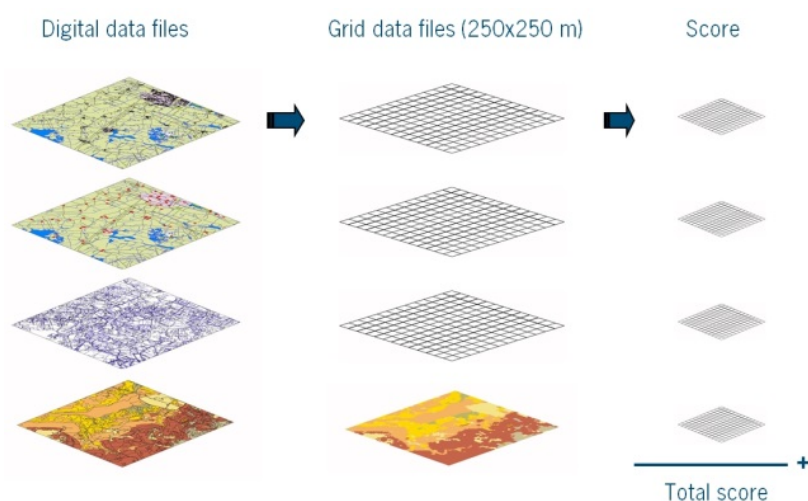 Digital data files
Grid data files (250x250 m)
Score
+
Total score